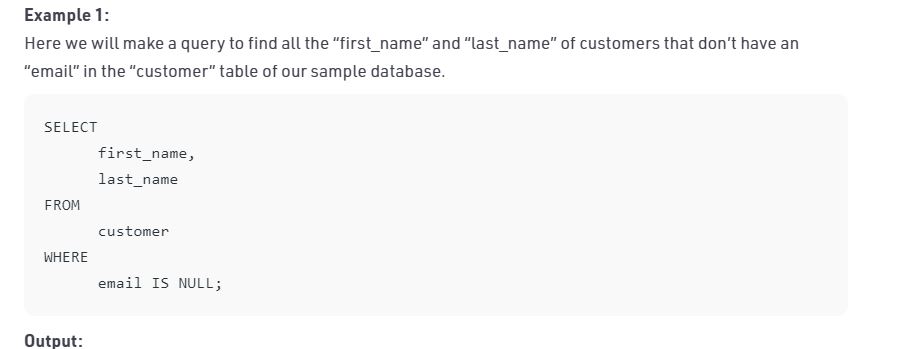 Example 1:
Here we will make a query to find all the “first_name” and “last_name” of customers that don’t have an
“email” in the “customer” table of our sample database.
SELECT
first_name,
last_name
FROM
customer
WHERE
email IS NULL;
Output: